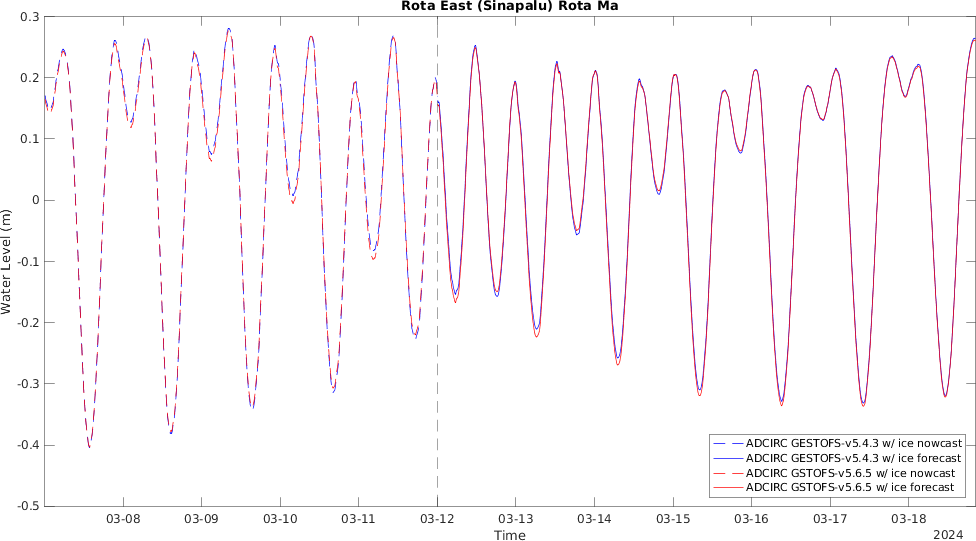 Rota East (Sinapalu) Rota Ma
0.3
0.2
0.1
0
-0.1
-0.2
-0.3
-0.4
-0.5
Water Level (m)
ADCIRC GESTOFS-v5.4.3 w/ ice nowcast
ADCIRC GESTOFS-v5.4.3 w/ ice forecast
ADCIRC GSTOFS-v5.6.5 w/ ice nowcast
ADCIRC GSTOFS-v5.6.5 w/ ice forecast
03-08 03-09 03-10 03-11 03-12 03-13 03-14 03-15 03-16 03-17 03-18
Time
2024